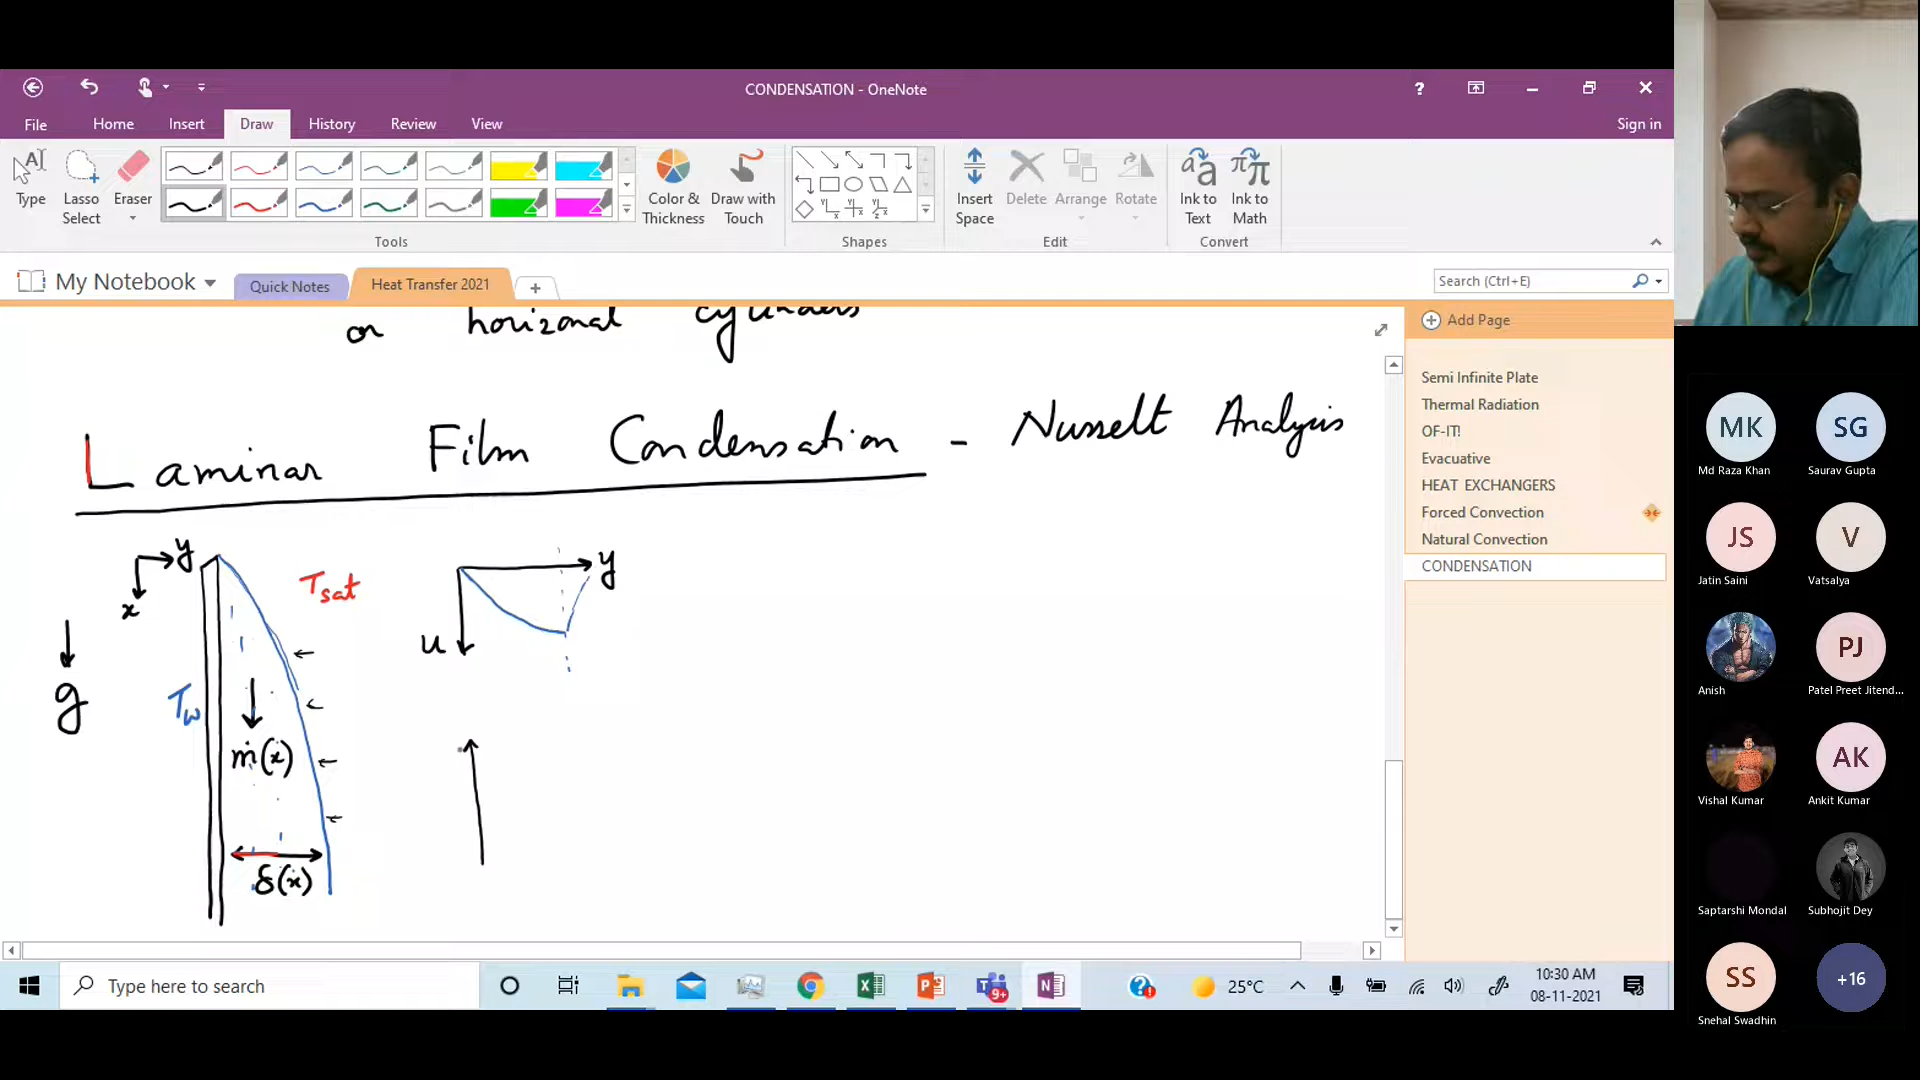 CONDENSATION - OneNote
?
File Home Insert Draw History Review View
Sign in
Type
Lasso Select
Eraser
Color & Thickness
Draw with Touch
Insert Space
Delete
Arrange
Rotate
Ink to Text
Ink to Math
Tools Shapes Edit Convert
My Notebook
Quick Notes
Heat Transfer 2021
Search (Ctrl+E)
Add Page
Semi Infinite Plate
Thermal Radiation
OF-IT!
Evacuative
HEAT EXCHANGERS
Forced Convection
Natural Convection
CONDENSATION
or horizonal cylinders
Laminar Film Condensation - Nusselt Analysis
y
x
Tsat
g
Tw
ṁ(x)
δ(x)
y
u
MK
Md Raza Khan
SG
Saurav Gupta
JS
Jatin Saini
V
Vatsalya
Anish
PJ
Patel Preet Jitend...
Vishal Kumar
AK
Ankit Kumar
Saptarshi Mondal
Subhojit Dey
SS
Snehal Swadhin
+16
Type here to search
9+
25°C
10:30 AM
08-11-2021